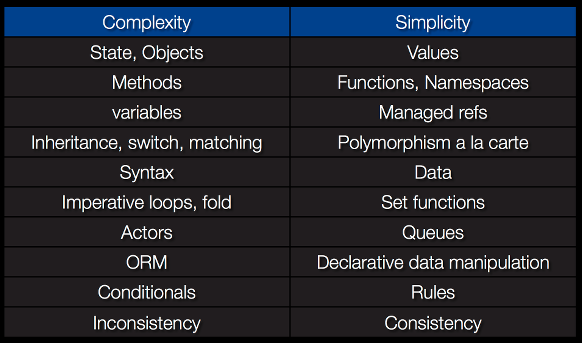 Complexity Simplicity
State, Objects Values
Methods Functions, Namespaces
variables Managed refs
Inheritance, switch, matching Polymorphism a la carte
Syntax Data
Imperative loops, fold Set functions
Actors Queues
ORM Declarative data manipulation
Conditionals Rules
Inconsistency Consistency